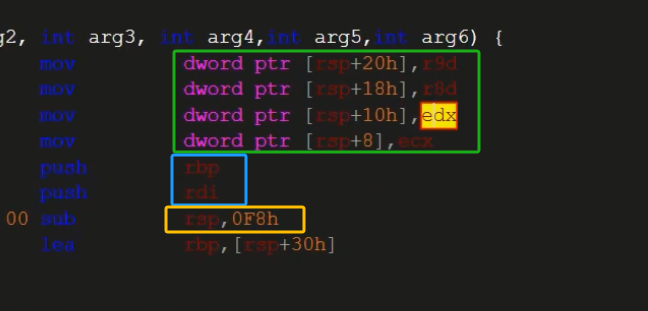 g2, int arg3, int arg4,int arg5,int arg6) {
mov dword ptr [rsp+20h],r9d
mov dword ptr [rsp+18h],r8d
mov dword ptr [rsp+10h],edx
mov dword ptr [rsp+8],ecx
push rbp
push rdi
00 sub rsp,0F8h
lea rbp,[rsp+30h]